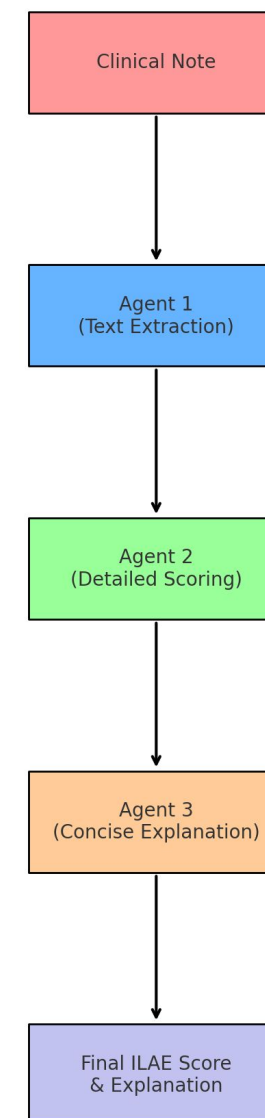 Clinical Note
Agent 1
(Text Extraction)
Agent 2
(Detailed Scoring)
Agent 3
(Concise Explanation)
Final ILAE Score
& Explanation